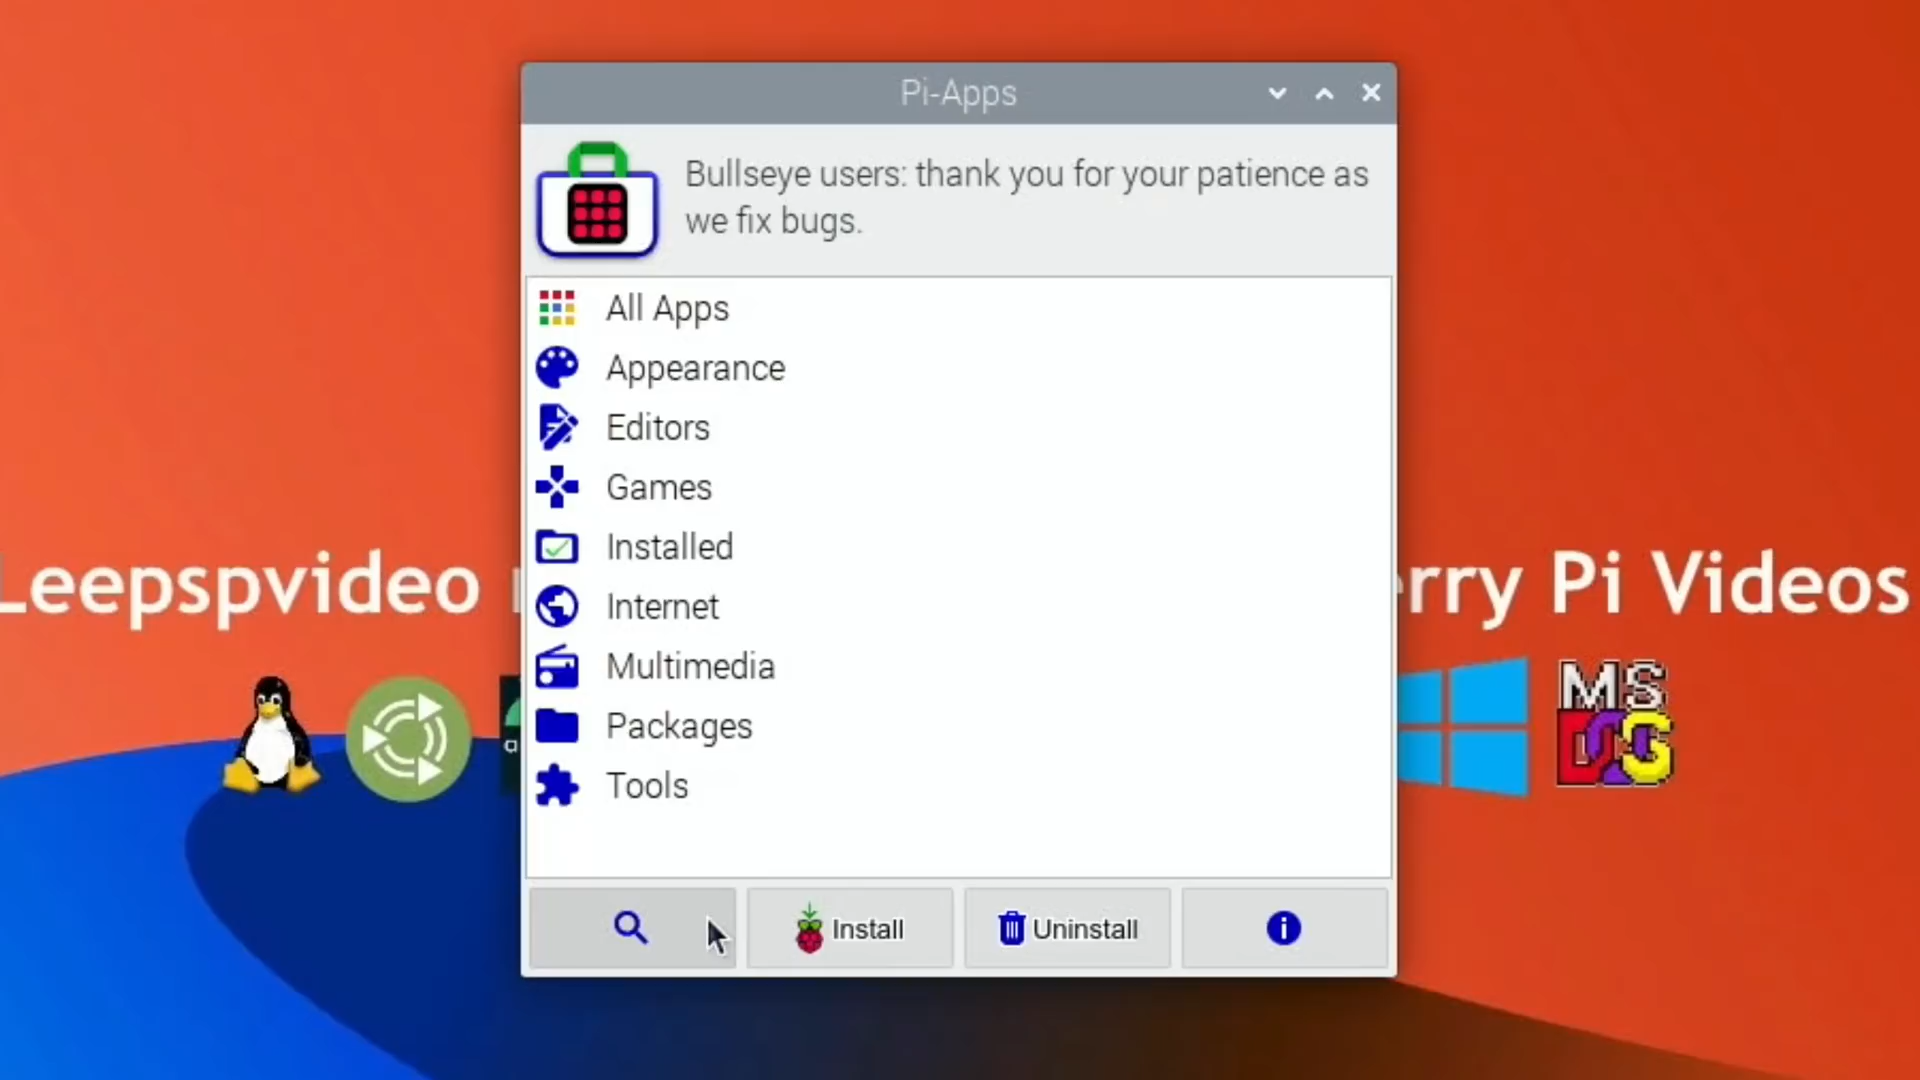 Pi-Apps
Bullseye users: thank you for your patience as
we fix bugs.
All Apps
Appearance
Editors
Games
Installed
Internet
Multimedia
Packages
Tools
Install
Uninstall
Leepspvideo
erry Pi Videos
MS
DOS